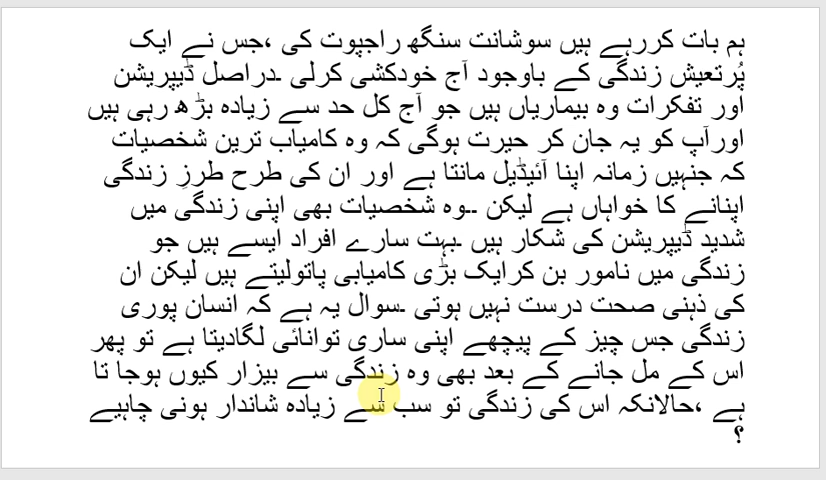 ہم بات کررہے ہیں سوشانت سنگھ راجپوت کی ،جس نے ایک
پُرتعیش زندگی کے باوجود آج خودکشی کرلی ۔دراصل ڈیپریشن
اور تفکرات وہ بیماریاں ہیں جو آج کل حد سے زیادہ بڑھ رہی ہیں
اورآپ کو یہ جان کر حیرت ہوگی کہ وہ کامیاب ترین شخصیات
کہ جنہیں زمانہ اپنا آئیڈیل مانتا ہے اور ان کی طرح طرزِ زندگی
اپنانے کا خواہاں ہے لیکن ۔۔وہ شخصیات بھی اپنی زندگی میں
شدید ڈیپریشن کی شکار ہیں ۔بہت سارے افراد ایسے ہیں جو
زندگی میں نامور بن کرایک بڑی کامیابی پاتولیتے ہیں لیکن ان
کی ذہنی صحت درست نہیں ہوتی ۔سوال یہ ہے کہ انسان پوری
زندگی جس چیز کے پیچھے اپنی ساری توانائی لگادیتا ہے تو پھر
اس کے مل جانے کے بعد بھی وہ زندگی سے بیزار کیوں ہوجا تا
ہے ،حالانکہ اس کی زندگی تو سب سے زیادہ شاندار ہونی چاہیے
؟